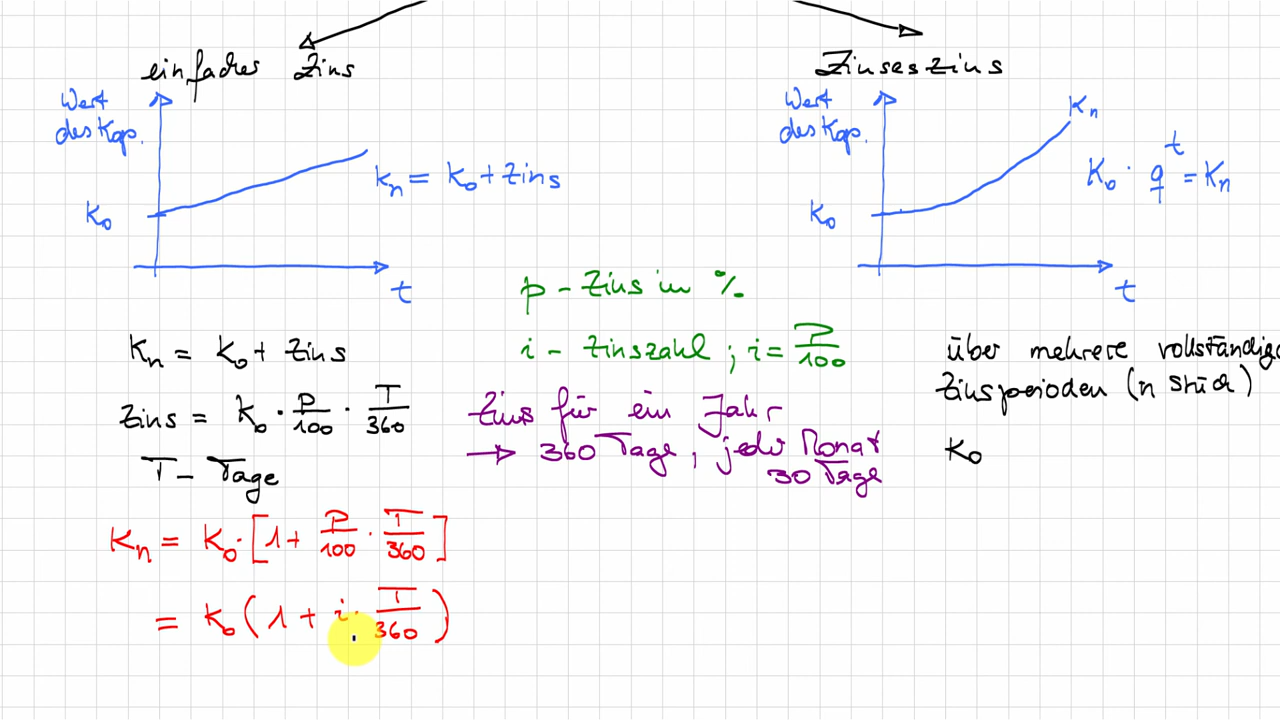 einfacher Zins
Wert
des Kap.
K₀
Kₙ = K₀ + Zins
t
Kₙ = K₀ + Zins
Zins = K₀ · p/100 · T/360
T – Tage
Kₙ = K₀ · [1 + p/100 · T/360]
= K₀ (1 + i · T/360)
p – Zins in %
i – Zinszahl ; i = p/100
Zins für ein Jahr
→ 360 Tage, jeder Monat
30 Tage
Zinseszins
Wert
des Kap.
K₀
Kₙ
K₀ · qᵗ = Kₙ
t
über mehrere vollständige
Zinsperioden (n Stück)
K₀